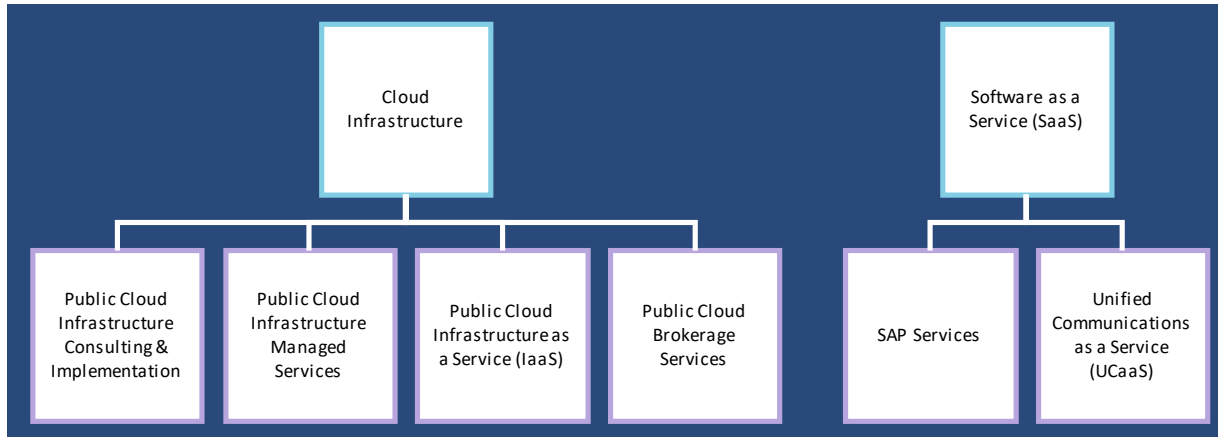 Cloud
Infrastructure
Software as a
Service (SaaS)
Public Cloud
Infrastructure
Consulting &
Implementation
Public Cloud
Infrastructure
Managed
Services
Public Cloud
Infrastructure as
a Service (IaaS)
Public Cloud
Brokerage
Services
SAP Services
Unified
Communications
as a Service
(UCaaS)